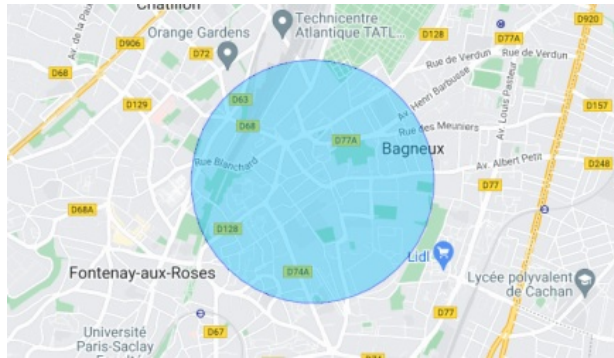 Châtillon
Technicentre
Atlantique TATL...
D920
Orange Gardens
D128
D77A
Av. de la Paix
D906
D72
Rue de Verdun
Rue de Verdun
D68
D63
Av. Henri Barbusse
Av. Louis Pasteur
D129
D157
D68
Rue des Meuniers
D77A
Bagneux
Rue Blanchard
Av. Albert Petit
D248
D77
D68A
D128
Lidl
Fontenay-aux-Roses
D74A
Lycée polyvalent
de Cachan
D77
Université
Paris-Saclay
D67
D77